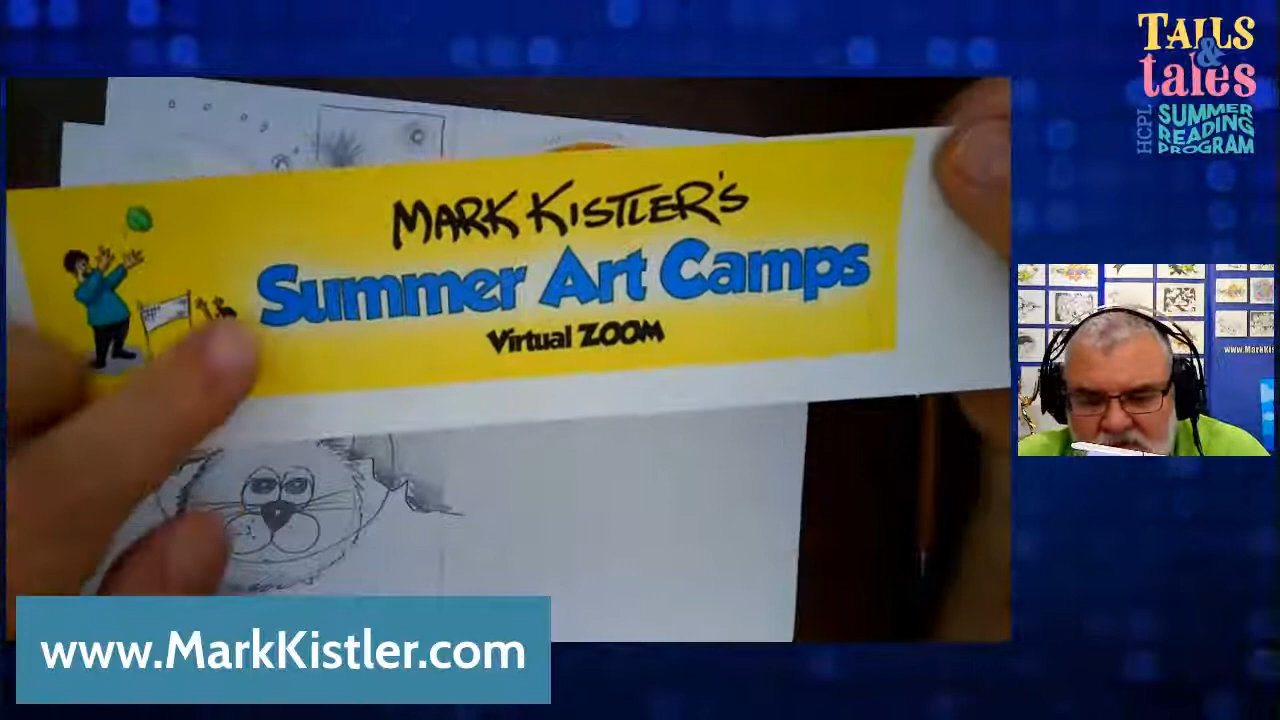 TAILS
&
tales
HCPL
SUMMER
READING
PROGRAM
MARK KISTLER'S
Summer Art Camps
Virtual ZOOM
www.MarkKistler.com